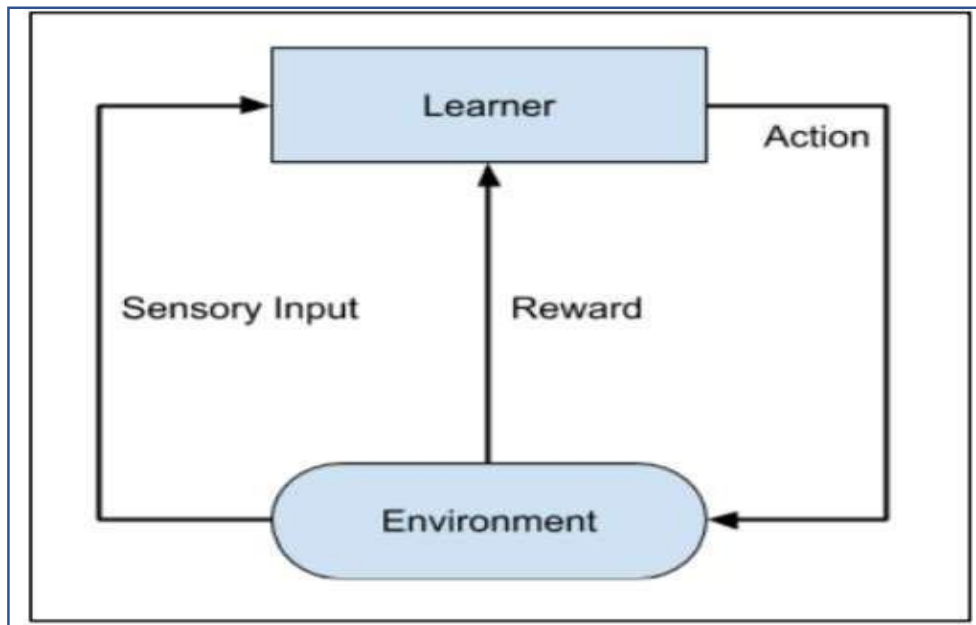 Learner
Action
Sensory Input
Reward
Environment